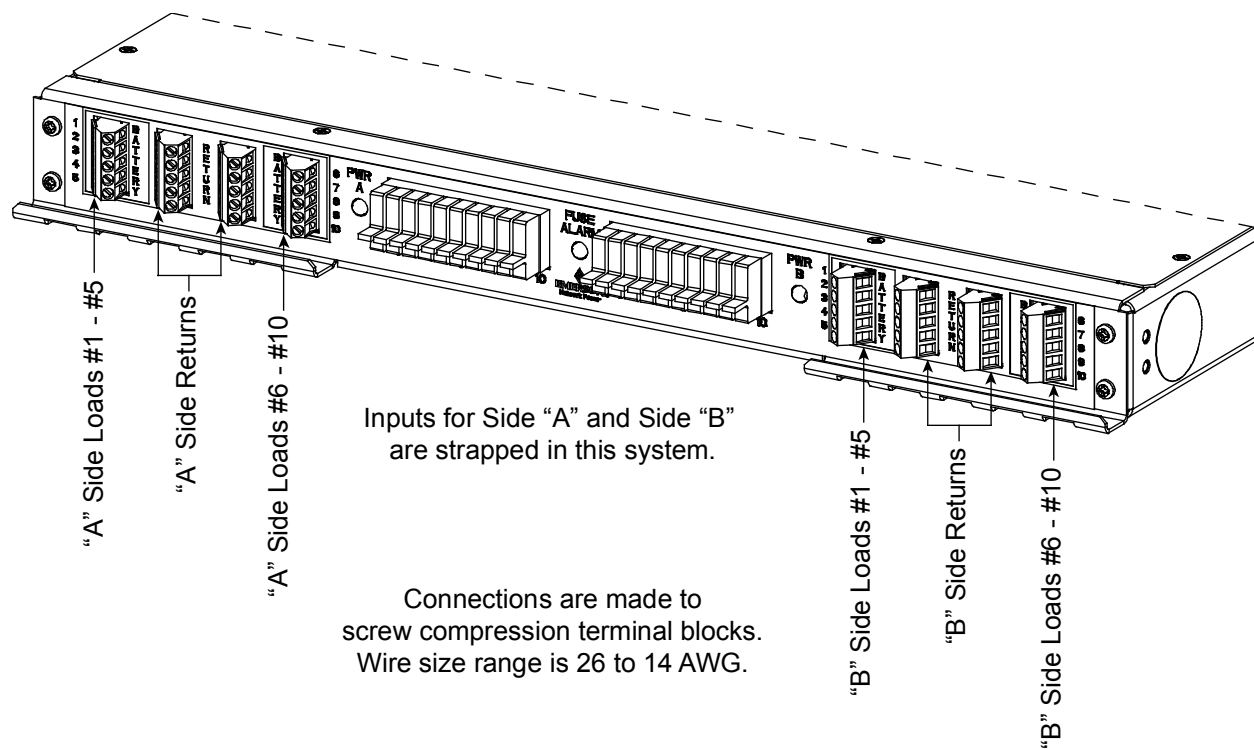 1
2
3
4
5
BATTERY
RETURN
BATTERY
6
7
8
9
10
PWR
A
10
FUSE
ALARM
Network Power
10
PWR
B
1
2
3
4
5
BATTERY
RETURN
6
7
8
9
10
"A" Side Loads #1 - #5
"A" Side Returns
"A" Side Loads #6 - #10
Inputs for Side "A" and Side "B"
are strapped in this system.
Connections are made to
screw compression terminal blocks.
Wire size range is 26 to 14 AWG.
"B" Side Loads #1 - #5
"B" Side Returns
"B" Side Loads #6 - #10